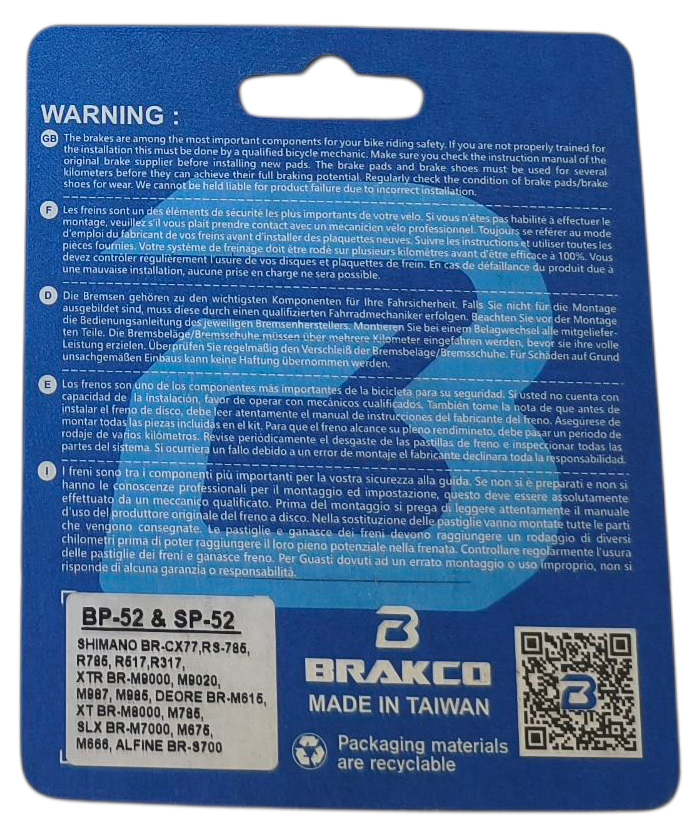 WARNING :
GB The brakes are among the most important components for your bike riding safety. If you are not properly trained for
the installation this must be done by a qualified bicycle mechanic. Make sure you check the instruction manual of the
original brake supplier before installing new pads. The brake pads and brake shoes must be used for several
kilometers before they can achieve their full braking potential. Regularly check the condition of brake pads/brake
shoes for wear. We cannot be held liable for product failure due to incorrect installation.
F Les freins sont un des éléments de sécurité les plus importants de votre vélo. Si vous n'êtes pas habilité à effectuer le
montage, veuillez s'il vous plait prendre contact avec un mécanicien vélo professionnel. Toujours se référer au mode
d'emploi du fabricant de vos freins avant d'installer des plaquettes neuves. Suivre les instructions et utiliser toutes les
pièces fournies. Votre système de freinage doit être rodé sur plusieurs kilomètres avant d'être efficace à 100%. Vous
devez contrôler régulièrement l'usure de vos disques et plaquettes de frein. En cas de défaillance du produit due à
une mauvaise installation, aucune prise en charge ne sera possible.
D Die Bremsen gehören zu den wichtigsten Komponenten für Ihre Fahrsicherheit. Falls Sie nicht für die Montage
ausgebildet sind, muss diese durch einen qualifizierten Fahrradmechaniker erfolgen. Beachten Sie vor der Montage
die Bedienungsanleitung des jeweiligen Bremsenherstellers. Montieren Sie bei einem Belagwechsel alle mitgeliefer-
ten Teile. Die Bremsbeläge/Bremsschuhe müssen über mehrere Kilometer eingefahren werden, bevor sie ihre volle
Leistung erzielen. Überprüfen Sie regelmäßig den Verschleiß der Bremsbeläge/Bremsschuhe. Für Schäden auf Grund
unsachgemäßen Einbaus kann keine Haftung übernommen werden.
E Los frenos son uno de los componentes más importantes de la bicicleta para su seguridad. Si usted no cuenta con
capacidad de la instalación, favor de operar con mecánicos cualificados. También tome la nota de que antes de
instalar el freno de disco, debe leer atentamente el manual de instrucciones del fabricante del freno. Asegúrese de
montar todas las piezas incluidas en el kit. Para que el freno alcance su pleno rendimineto, debe pasar un periodo de
rodaje de varios kilómetros. Revise periódicamente el desgaste de las pastillas de freno e inspeccionar todas las
partes del sistema. Si ocurriera un fallo debido a un error de montaje el fabricante declinara toda la responsabilidad.
I I freni sono tra i componenti più importanti per la vostra sicurezza alla guida. Se non si è preparati e non si
hanno le conoscenze professionali per il montaggio ed impostazione, questo deve essere assolutamente
effettuato da un meccanico qualificato. Prima del montaggio si prega di leggere attentamente il manuale
d'uso del produttore originale del freno a disco. Nella sostituzione delle pastiglie vanno montate tutte le parti
che vengono consegnate. Le pastiglie e ganasce dei freni devono raggiungere un rodaggio di diversi
chilometri prima di poter raggiungere il loro pieno potenziale nella frenata. Controllare regolarmente l'usura
delle pastiglie dei freni e ganasce freno. Per Guasti dovuti ad un errato montaggio o uso improprio, non si
risponde di alcuna garanzia o responsabilità.
BP-52 & SP-52
SHIMANO BR-CX77,RS-785,
R785, R517,R317,
XTR BR-M9000, M9020,
M987, M985, DEORE BR-M615,
XT BR-M8000, M785,
SLX BR-M7000, M675,
M666, ALFINE BR-S700
BRAKCO
MADE IN TAIWAN
Packaging materials
are recyclable